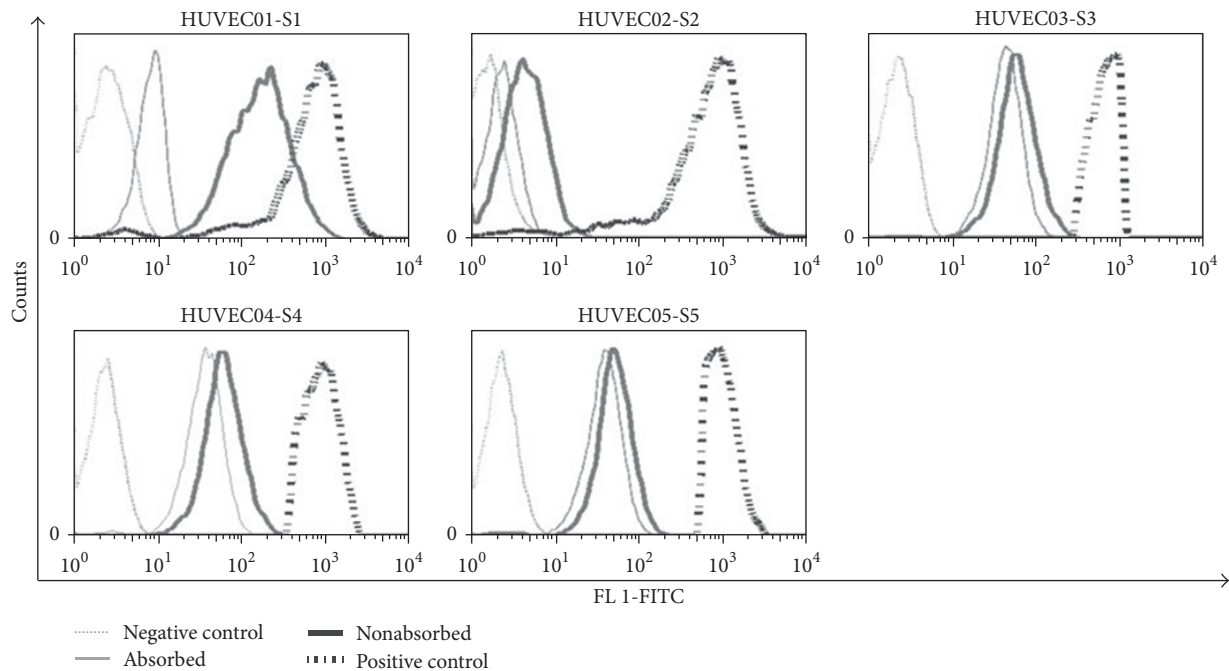 HUVEC01-S1
HUVEC02-S2
HUVEC03-S3
0
10^0 10^1 10^2 10^3 10^4
0
10^0 10^1 10^2 10^3 10^4
0
10^0 10^1 10^2 10^3 10^4
Counts
HUVEC04-S4
HUVEC05-S5
0
10^0 10^1 10^2 10^3 10^4
0
10^0 10^1 10^2 10^3 10^4
FL 1-FITC
Negative control
Nonabsorbed
Absorbed
Positive control